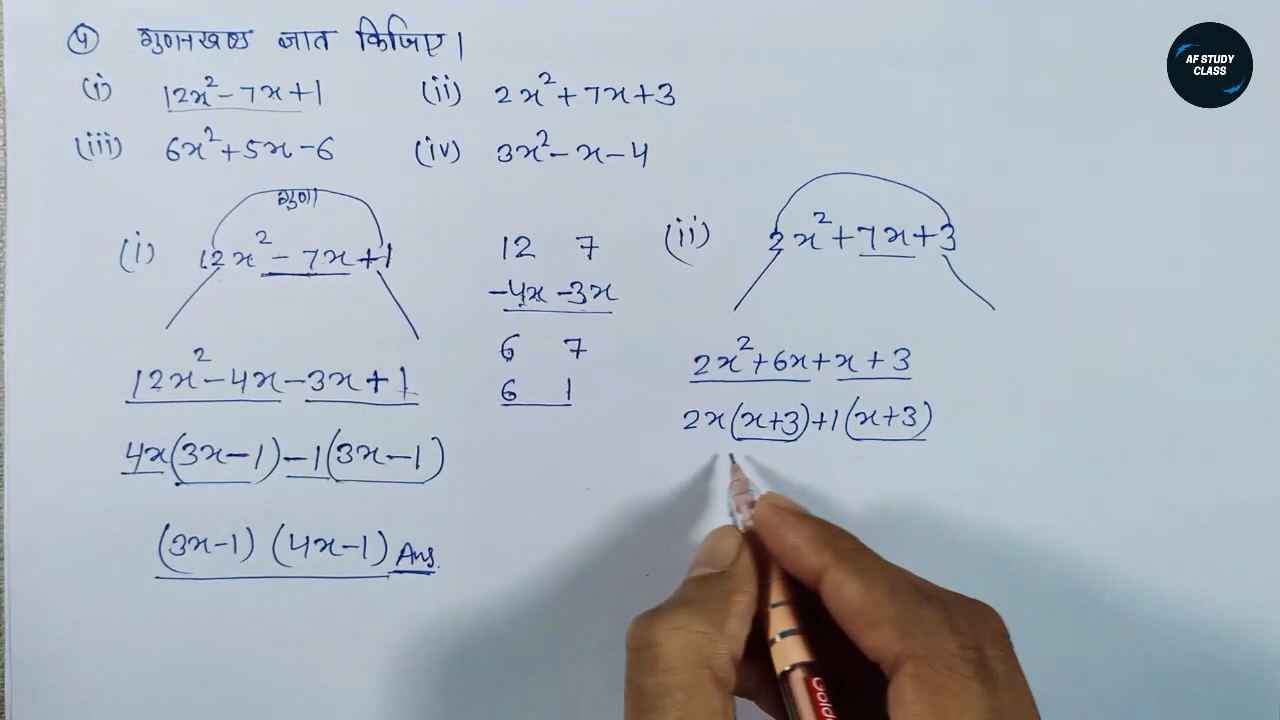 ४ गुणनखण्ड ज्ञात किजिए।
(i) 12x²-7x+1 (ii) 2x²+7x+3
(iii) 6x²+5x-6 (iv) 3x²-x-4
गुणा
(i) 12x²-7x+1
12x²-4x-3x+1
4x(3x-1)-1(3x-1)
(3x-1) (4x-1) Ans.
12 7
-4x -3x
6 7
6 1
(ii) 2x²+7x+3
2x²+6x+x+3
2x(x+3)+1(x+3)
AF STUDY
CLASS
Gold